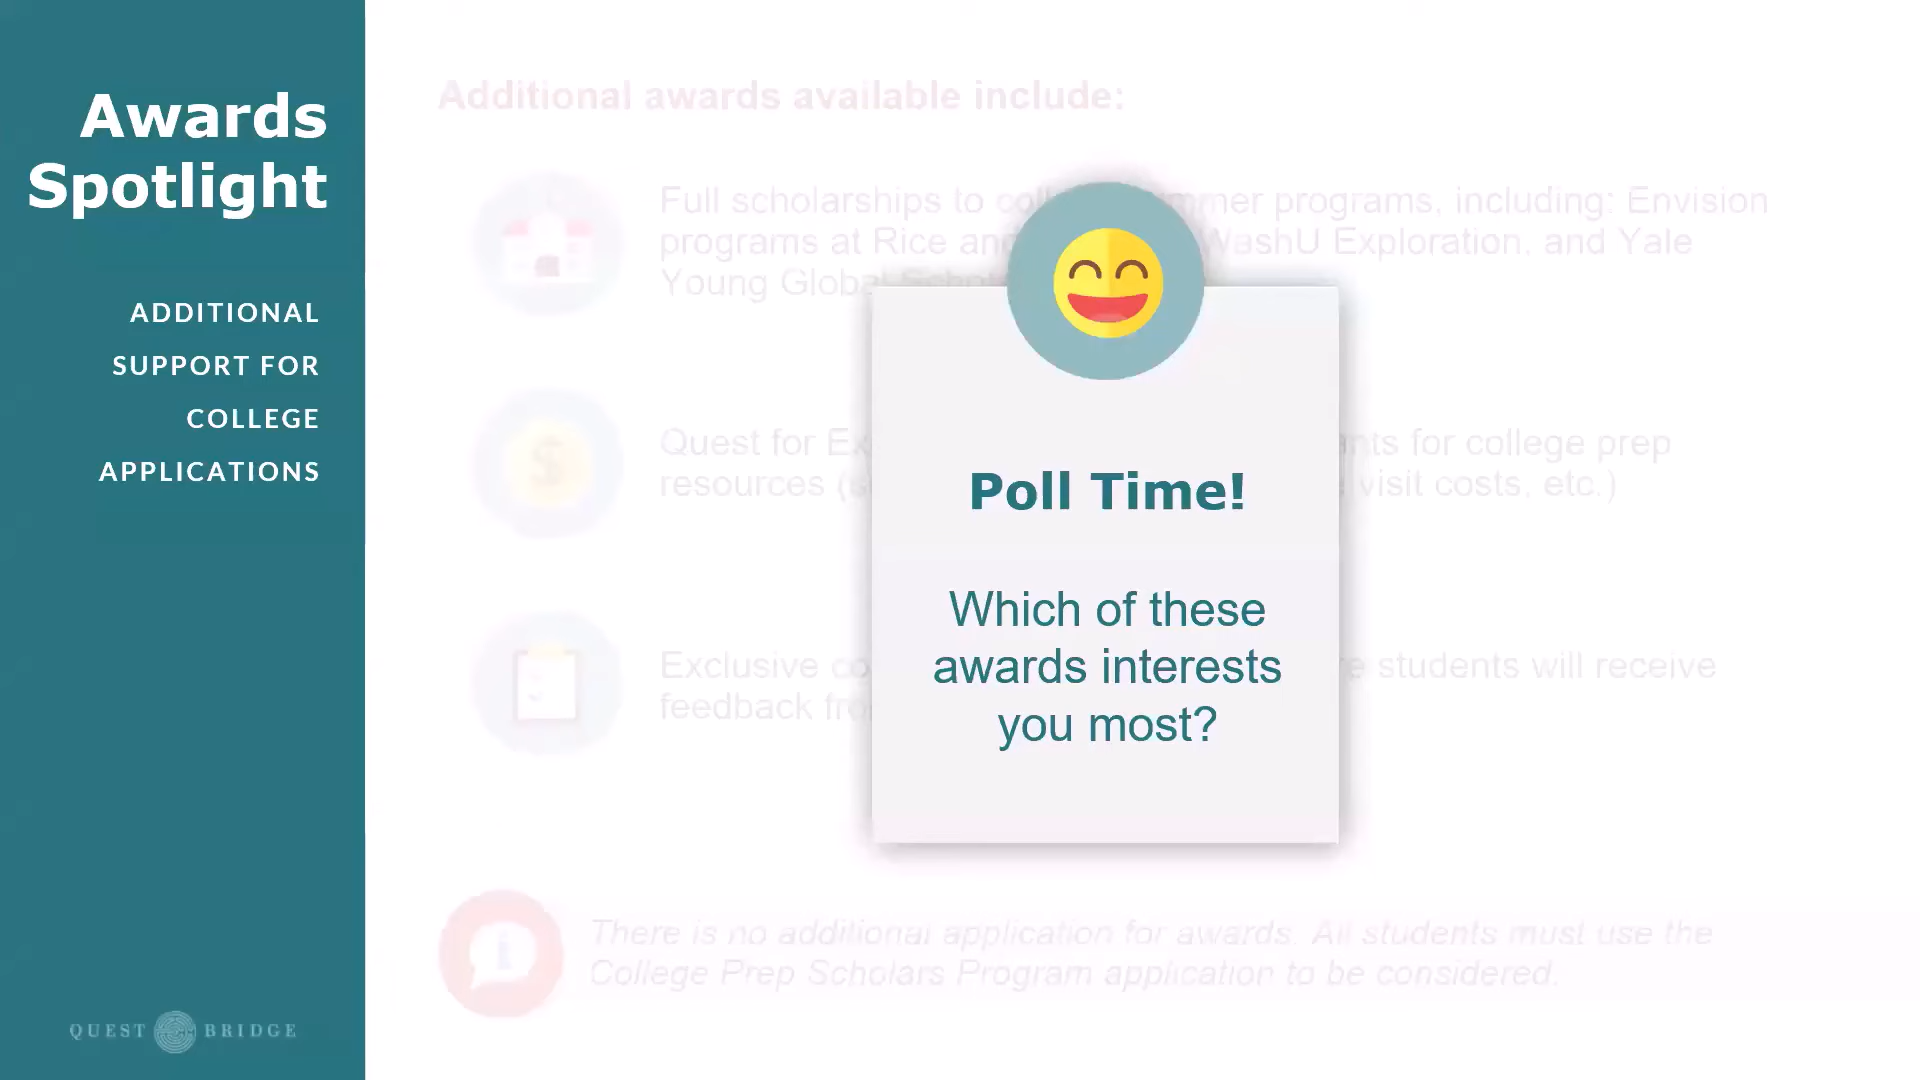 Awards
Spotlight
ADDITIONAL
SUPPORT FOR
COLLEGE
APPLICATIONS
QUEST BRIDGE
Additional awards available include:
Full scholarships to summer programs, including: Envision
programs at Rice and WashU Exploration, and Yale
Young Global
Quest for for college prep
resources visit costs, etc.)
Exclusive students will receive
feedback
There is no additional application for awards. All students must use the
College Prep Scholars Program application to be considered.
Poll Time!
Which of these
awards interests
you most?